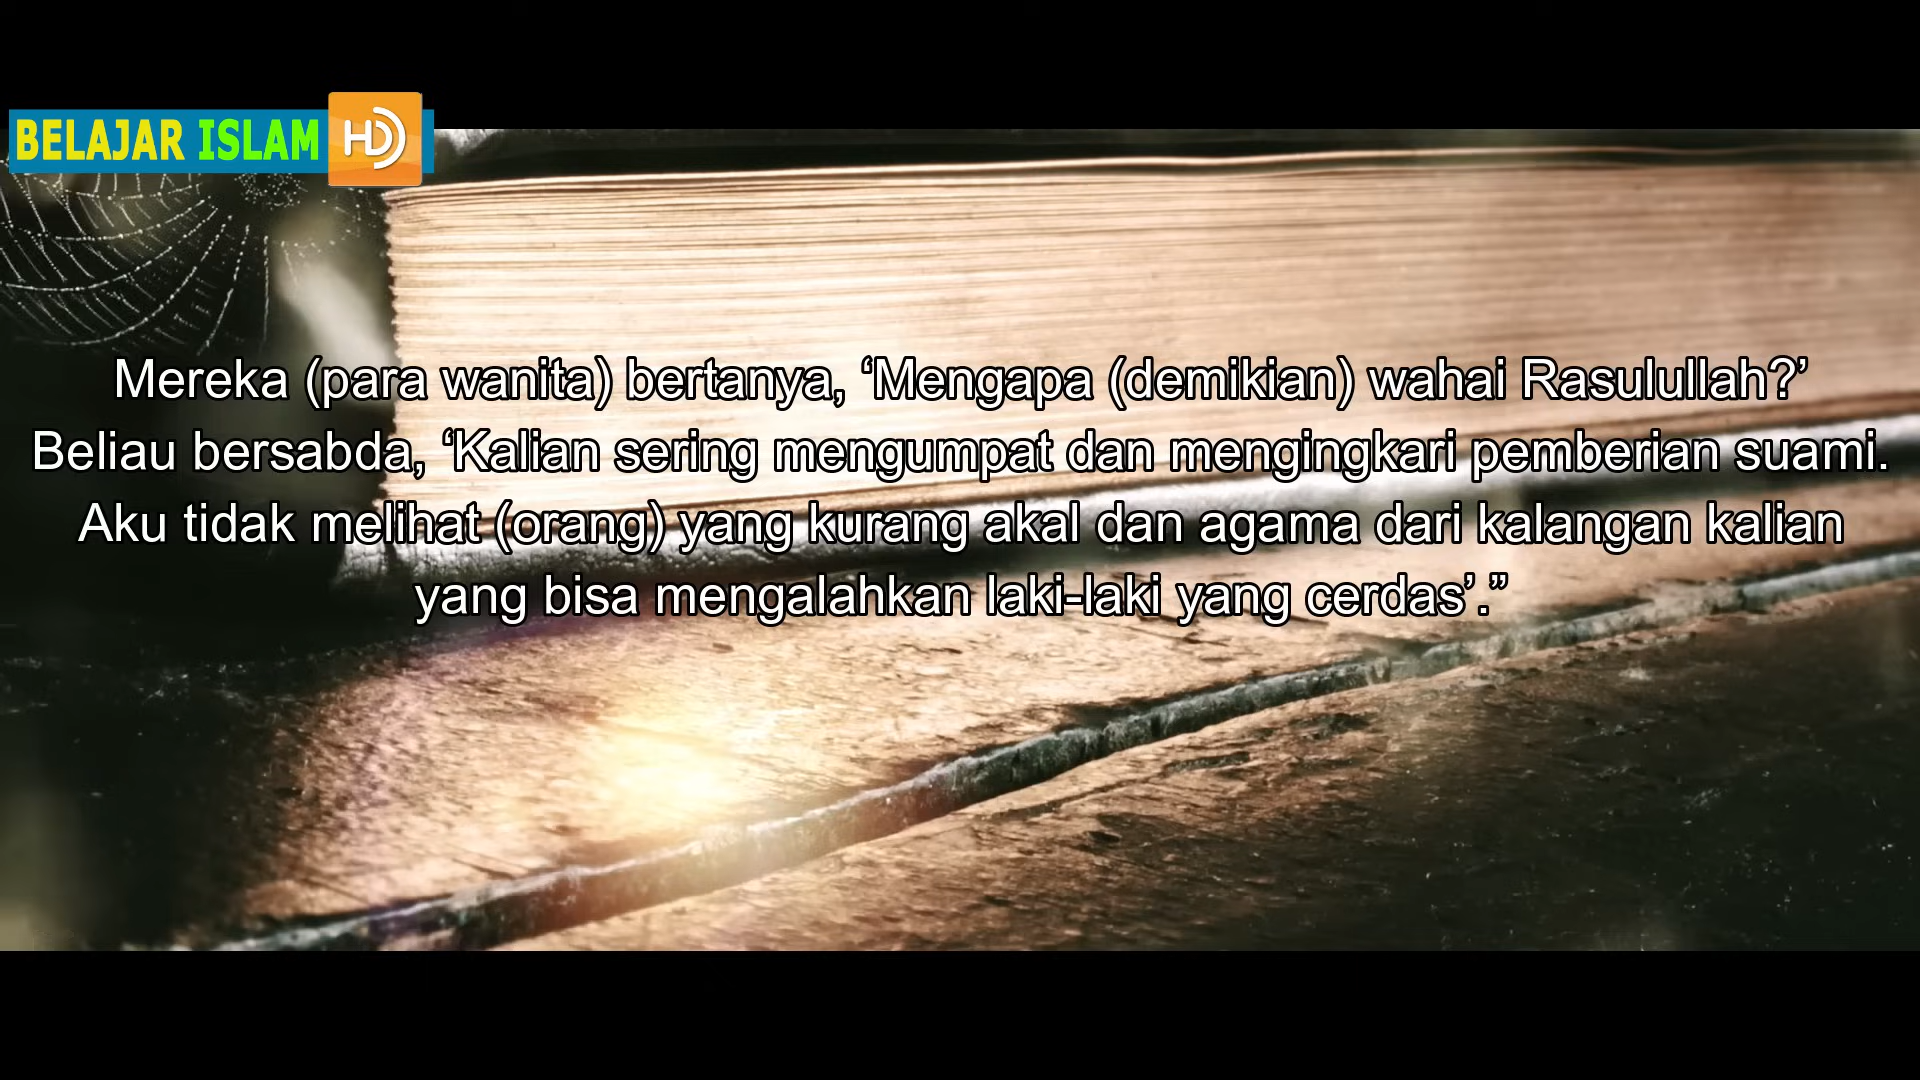 BELAJAR ISLAM HD
Mereka (para wanita) bertanya, ‘Mengapa (demikian) wahai Rasulullah?’
Beliau bersabda, ‘Kalian sering mengumpat dan mengingkari pemberian suami.
Aku tidak melihat (orang) yang kurang akal dan agama dari kalangan kalian
yang bisa mengalahkan laki-laki yang cerdas’.”